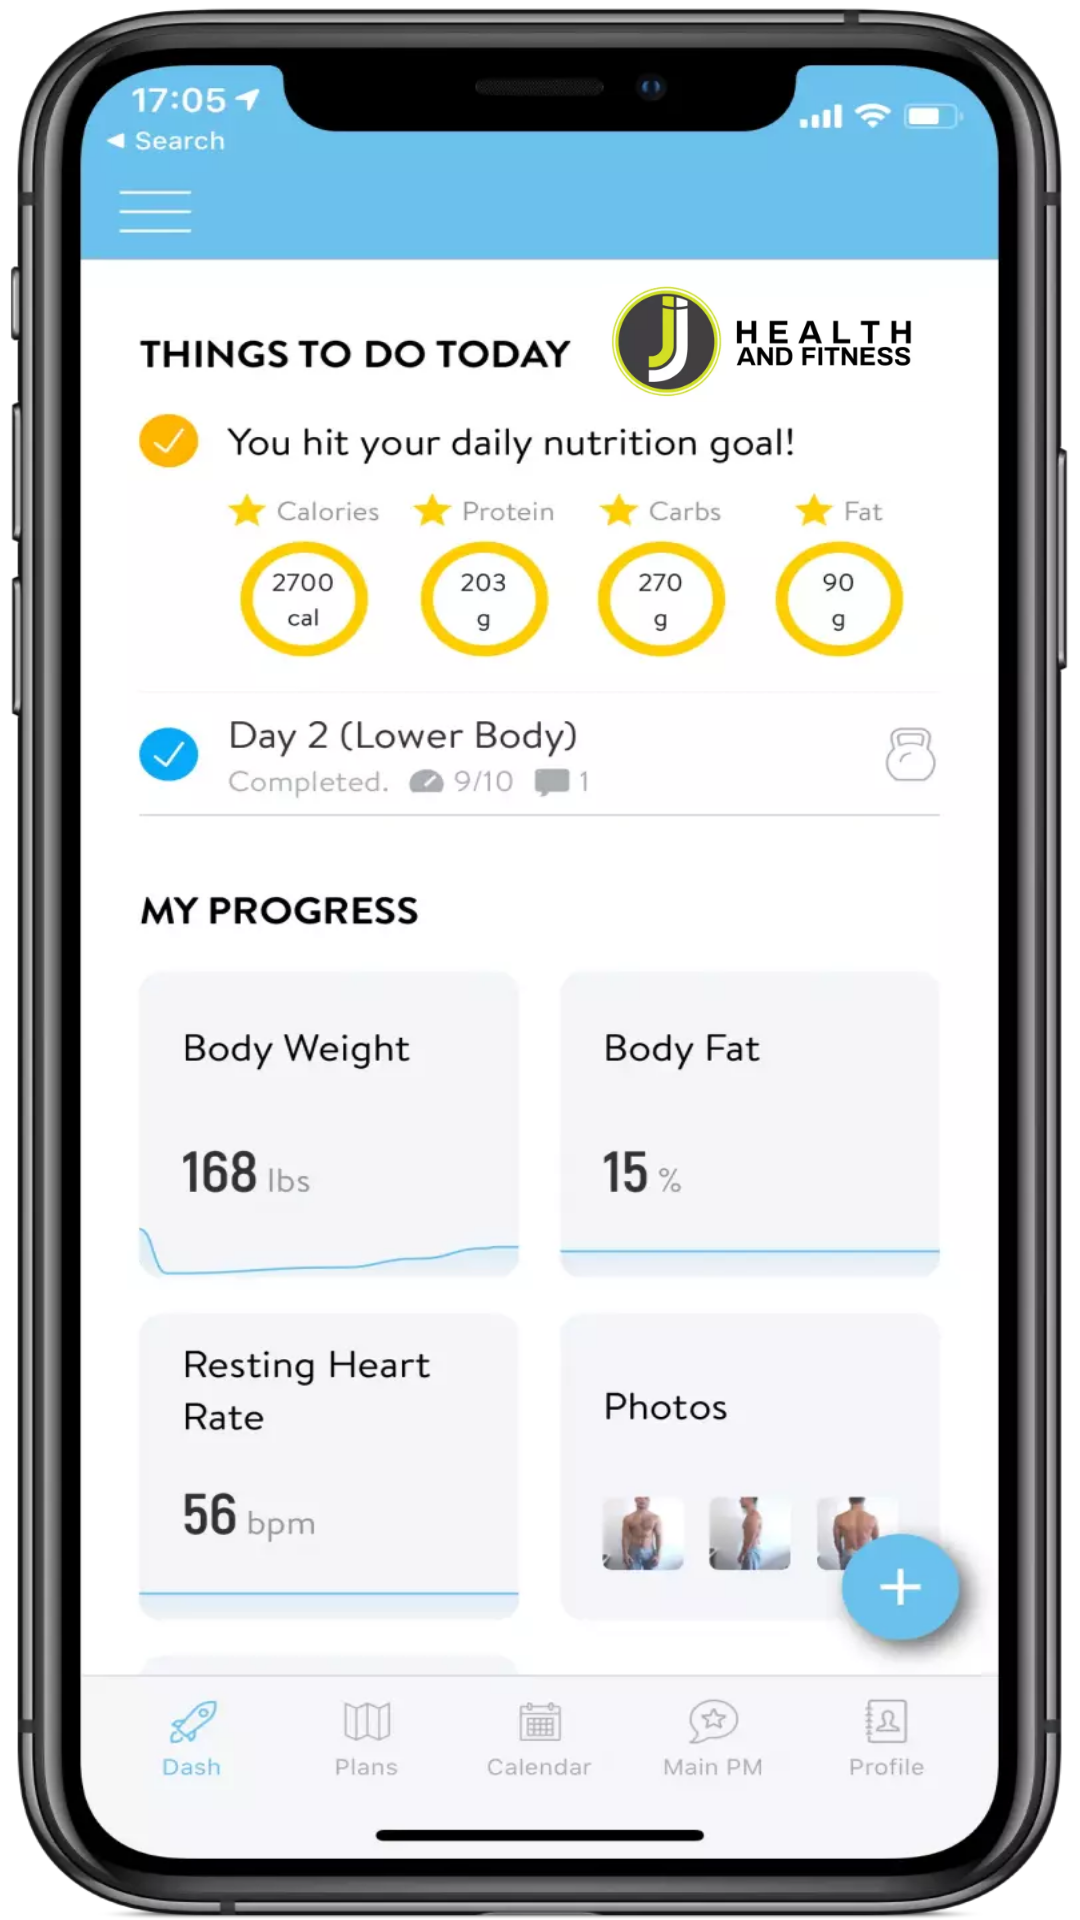 17:05
◀ Search
THINGS TO DO TODAY
HEALTH
AND FITNESS
You hit your daily nutrition goal!
Calories Protein Carbs Fat
2700 203 270 90
cal g g g
Day 2 (Lower Body)
Completed. 9/10 1
MY PROGRESS
Body Weight Body Fat
168 lbs 15 %
Resting Heart
Rate
Photos
56 bpm
+
Dash Plans Calendar Main PM Profile